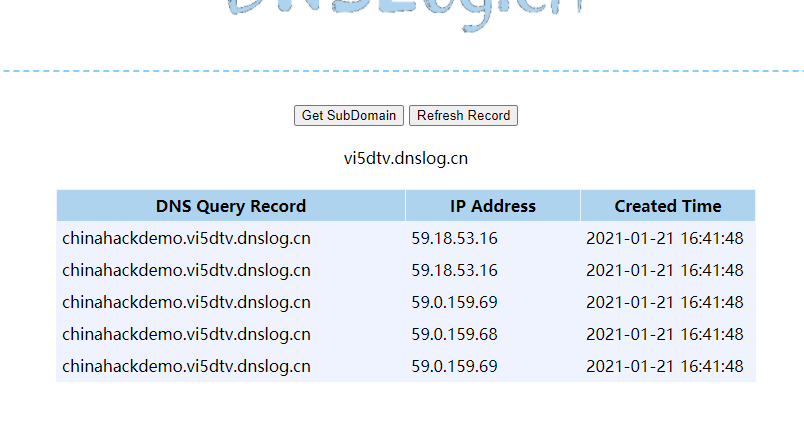 DNSLog.cn
Get SubDomain Refresh Record
vi5dtv.dnslog.cn
DNS Query Record IP Address Created Time
chinahackdemo.vi5dtv.dnslog.cn 59.18.53.16 2021-01-21 16:41:48
chinahackdemo.vi5dtv.dnslog.cn 59.18.53.16 2021-01-21 16:41:48
chinahackdemo.vi5dtv.dnslog.cn 59.0.159.69 2021-01-21 16:41:48
chinahackdemo.vi5dtv.dnslog.cn 59.0.159.68 2021-01-21 16:41:48
chinahackdemo.vi5dtv.dnslog.cn 59.0.159.69 2021-01-21 16:41:48